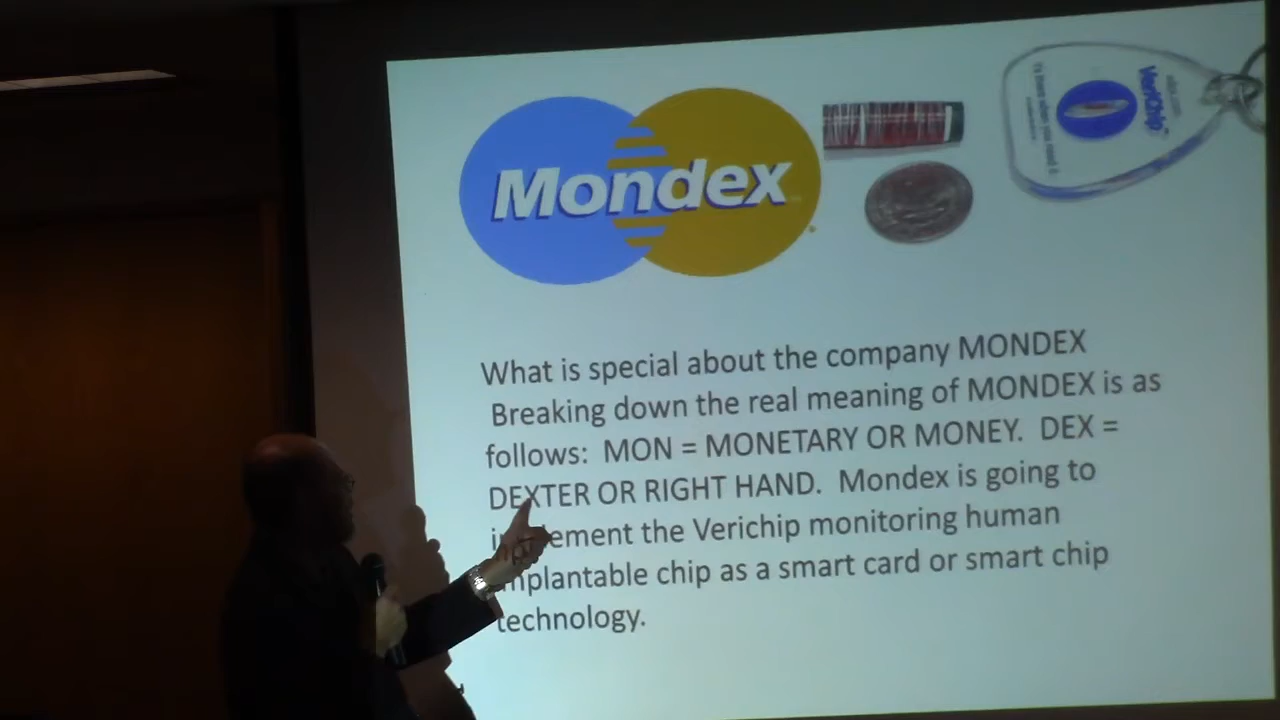 Mondex
VeriChip
What is special about the company MONDEX
Breaking down the real meaning of MONDEX is as
follows: MON = MONETARY OR MONEY. DEX =
DEXTER OR RIGHT HAND. Mondex is going to
implement the Verichip monitoring human
implantable chip as a smart card or smart chip
technology.